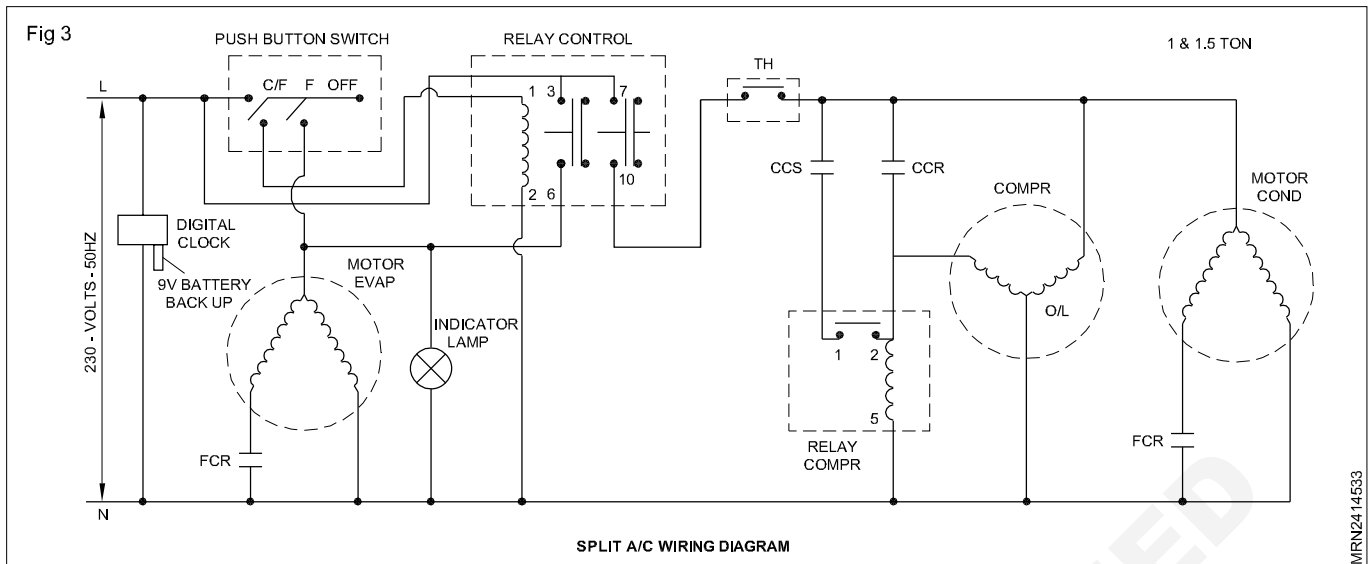 Fig 3
PUSH BUTTON SWITCH
RELAY CONTROL
1 & 1.5 TON
TH
L
C/F F OFF
1 3 7
2 6 10
CCS
CCR
COMPR
MOTOR
COND
DIGITAL
CLOCK
9V BATTERY
BACK UP
MOTOR
EVAP
O/L
INDICATOR
LAMP
230 - VOLTS - 50HZ
1 2
5
RELAY
COMPR
FCR
FCR
N
SPLIT A/C WIRING DIAGRAM
MRN2414533